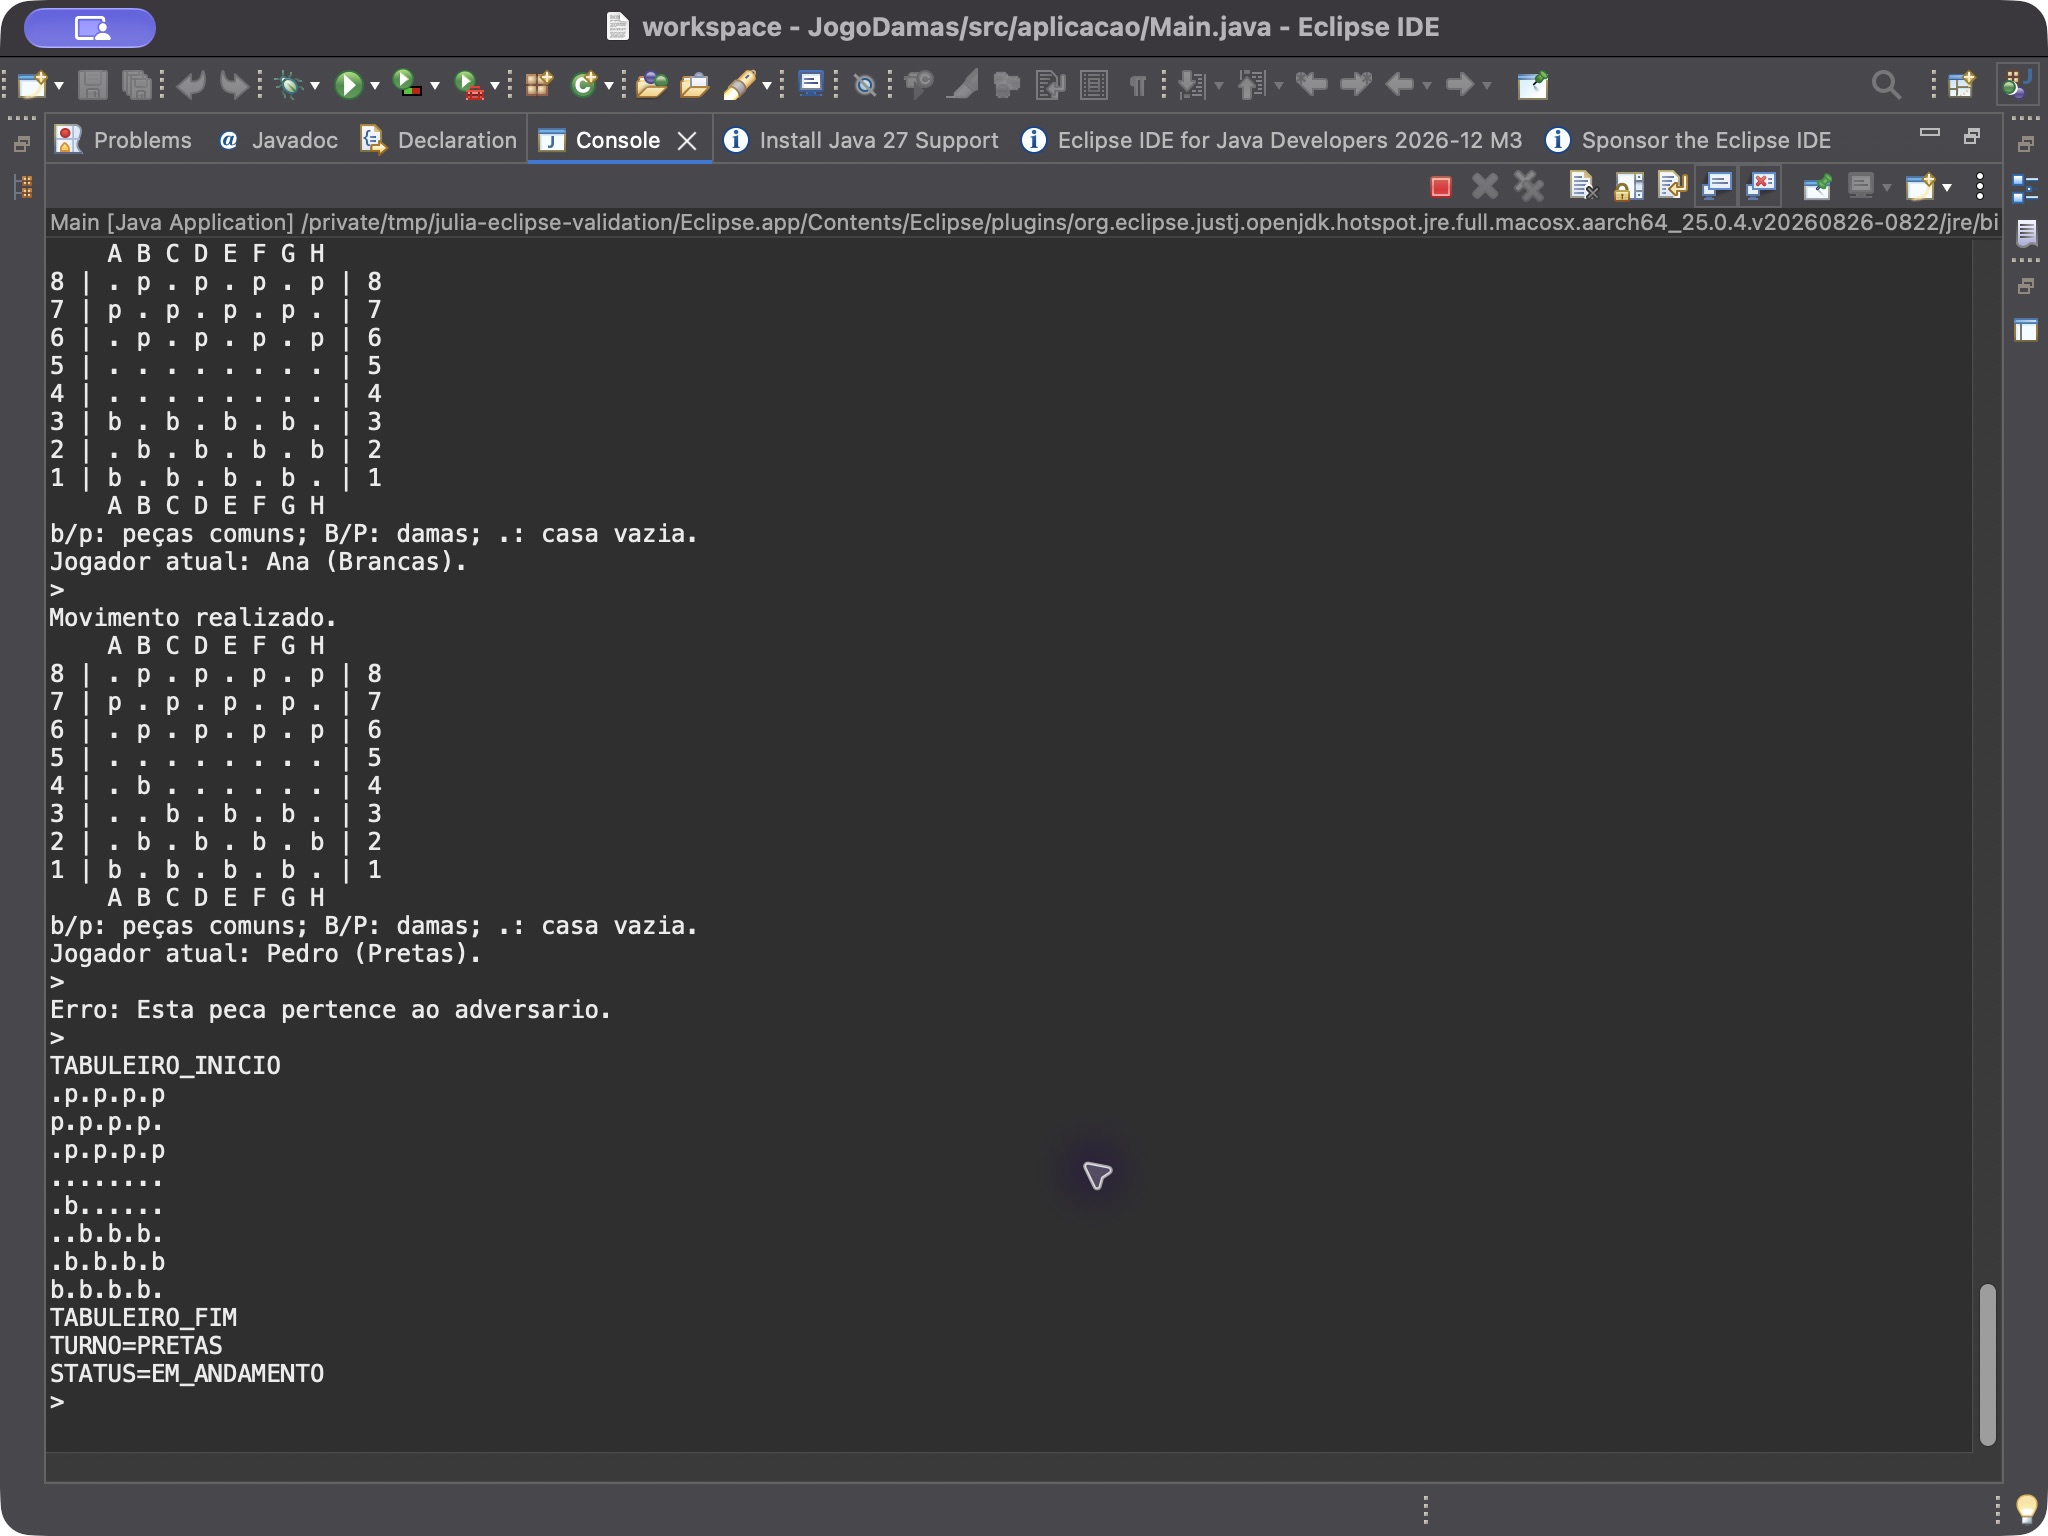 workspace - JogoDamas/src/aplicacao/Main.java - Eclipse IDE
Problems @ Javadoc Declaration Console Install Java 27 Support Eclipse IDE for Java Developers 2026-12 M3 Sponsor the Eclipse IDE
Main [Java Application] /private/tmp/julia-eclipse-validation/Eclipse.app/Contents/Eclipse/plugins/org.eclipse.justj.openjdk.hotspot.jre.full.macosx.aarch64_25.0.4.v20260826-0822/jre/bi
    A B C D E F G H
8 | . p . p . p . p | 8
7 | p . p . p . p . | 7
6 | . p . p . p . p | 6
5 | . . . . . . . . | 5
4 | . . . . . . . . | 4
3 | b . b . b . b . | 3
2 | . b . b . b . b | 2
1 | b . b . b . b . | 1
    A B C D E F G H
b/p: peças comuns; B/P: damas; .: casa vazia.
Jogador atual: Ana (Brancas).
>
Movimento realizado.
    A B C D E F G H
8 | . p . p . p . p | 8
7 | p . p . p . p . | 7
6 | . p . p . p . p | 6
5 | . . . . . . . . | 5
4 | . b . . . . . . | 4
3 | . . b . b . b . | 3
2 | . b . b . b . b | 2
1 | b . b . b . b . | 1
    A B C D E F G H
b/p: peças comuns; B/P: damas; .: casa vazia.
Jogador atual: Pedro (Pretas).
>
Erro: Esta peca pertence ao adversario.
>
TABULEIRO_INICIO
.p.p.p.p
p.p.p.p.
.p.p.p.p
........
.b......
..b.b.b.
.b.b.b.b
b.b.b.b.
TABULEIRO_FIM
TURNO=PRETAS
STATUS=EM_ANDAMENTO
>